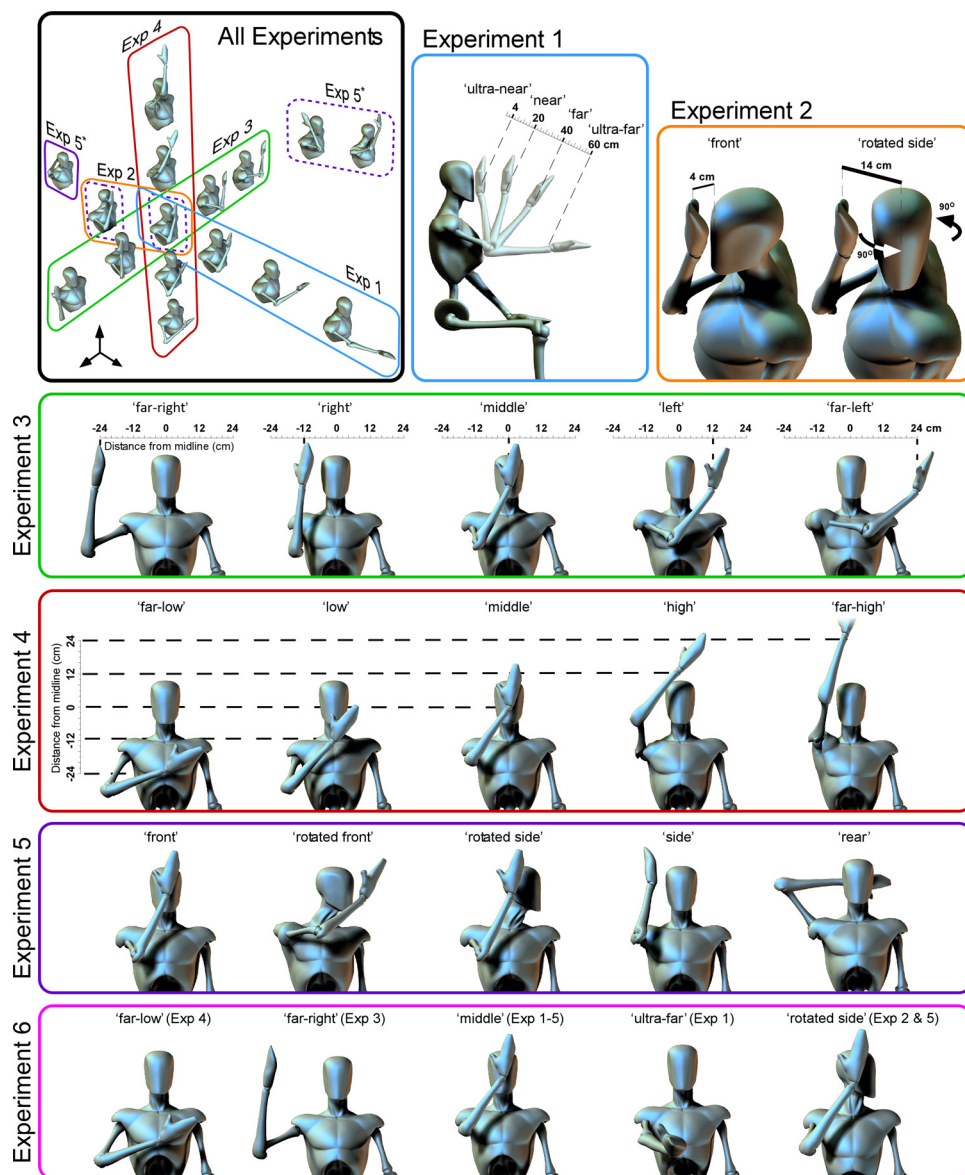 All Experiments
Exp 4
Exp 3
Exp 5*
Exp 5*
Exp 2
Exp 1
Experiment 1
'ultra-near'
'near'
'far'
'ultra-far'
4
20
40
60 cm
Experiment 2
'front'
'rotated side'
4 cm
14 cm
90°
90°
Experiment 3
'far-right' 'right' 'middle' 'left' 'far-left'
-24 -12 0 12 24 -24 -12 0 12 24 -24 -12 0 12 24 -24 -12 0 12 24 -24 -12 0 12 24 cm
Distance from midline (cm)
Experiment 4
'far-low' 'low' 'middle' 'high' 'far-high'
Distance from midline (cm)
24
12
0
-12
-24
Experiment 5
'front' 'rotated front' 'rotated side' 'side' 'rear'
Experiment 6
'far-low' (Exp 4) 'far-right' (Exp 3) 'middle' (Exp 1-5) 'ultra-far' (Exp 1) 'rotated side' (Exp 2 & 5)